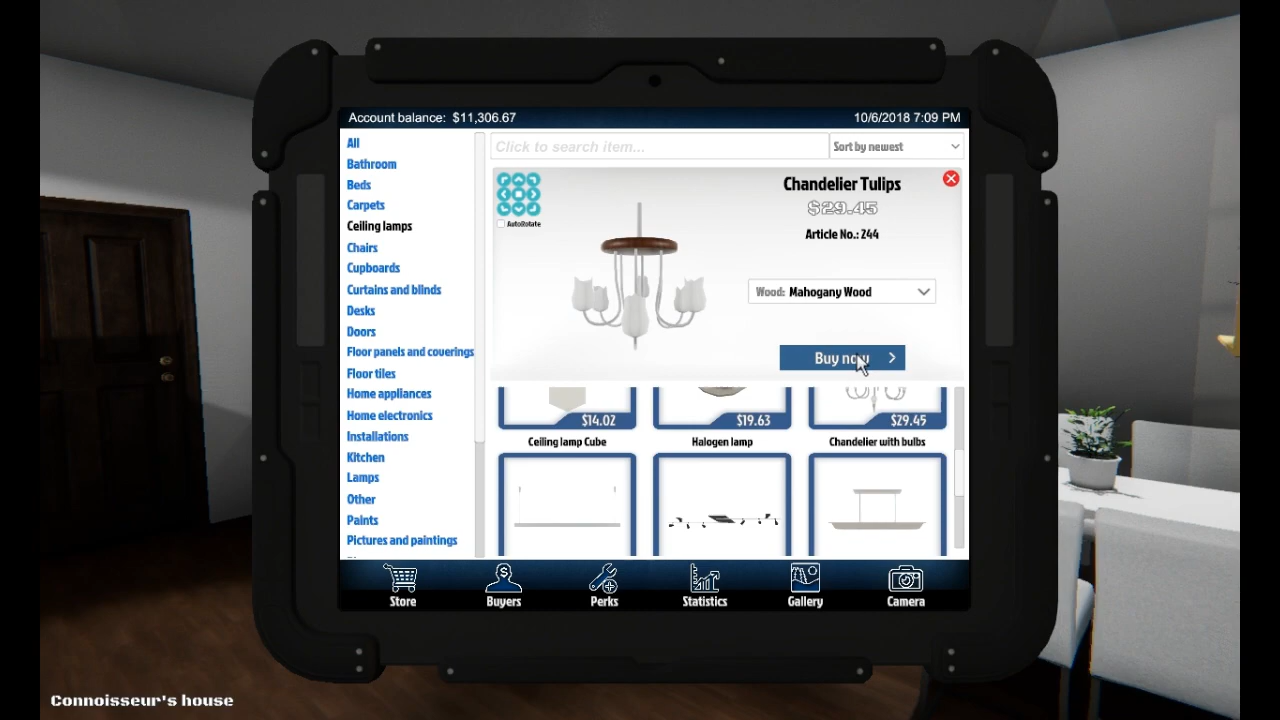 Account balance: $11,306.67
10/6/2018 7:09 PM
All
Bathroom
Beds
Carpets
Ceiling lamps
Chairs
Cupboards
Curtains and blinds
Desks
Doors
Floor panels and coverings
Floor tiles
Home appliances
Home electronics
Installations
Kitchen
Lamps
Other
Paints
Pictures and paintings
Click to search item...
Sort by newest
AutoRotate
Chandelier Tulips
$29.45
Article No.: 244
Wood: Mahogany Wood
Buy now
$14.02
$19.63
$29.45
Ceiling lamp Cube
Halogen lamp
Chandelier with bulbs
Store
Buyers
Perks
Statistics
Gallery
Camera
Connoisseur's house